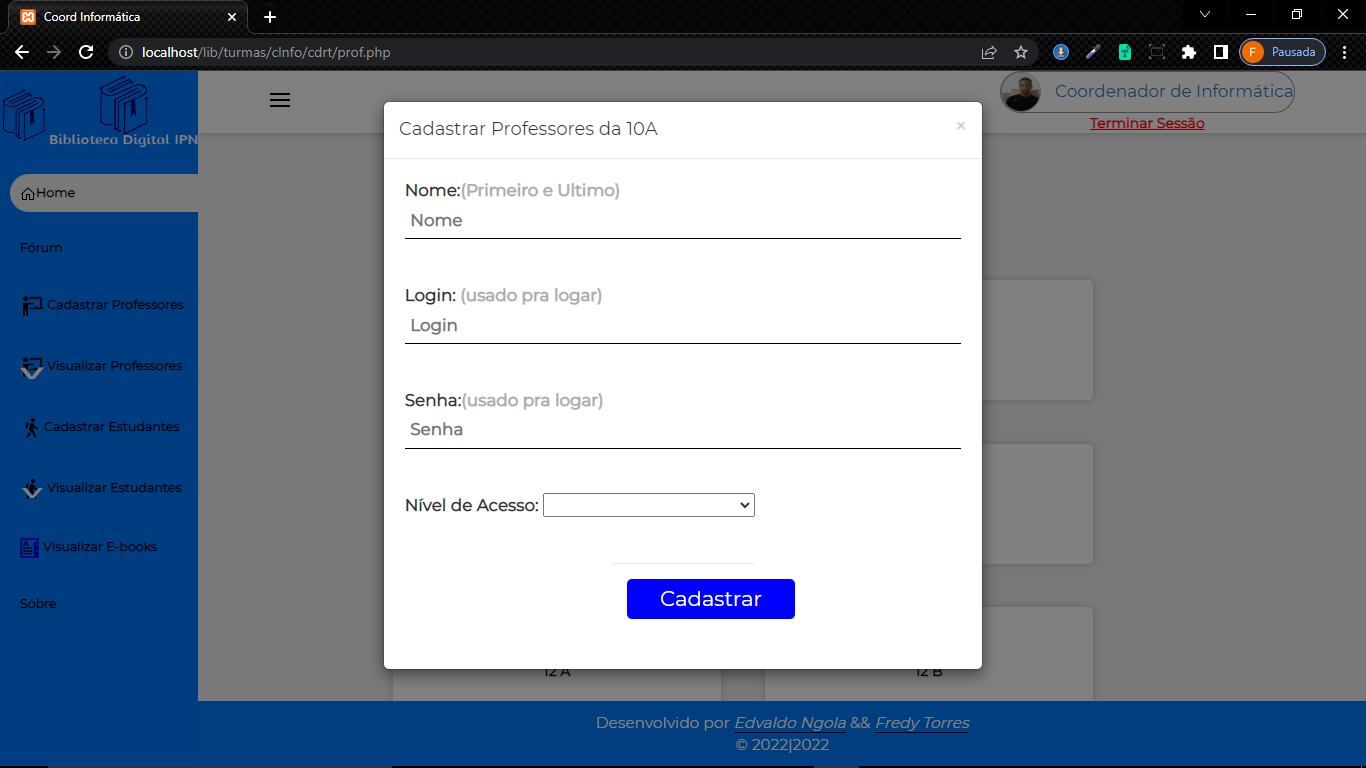 Coord Informática
localhost/lib/turmas/cInfo/cdrt/prof.php
F Pausada
Biblioteca Digital IPN
Coordenador de Informática
Terminar Sessão
Home
Fórum
Cadastrar Professores
Visualizar Professores
Cadastrar Estudantes
Visualizar Estudantes
Visualizar E-books
Sobre
Cadastrar Professores da 10A ×
Nome:(Primeiro e Ultimo)
Nome
Login: (usado pra logar)
Login
Senha:(usado pra logar)
Senha
Nível de Acesso:
Cadastrar
12 A 12 B
Desenvolvido por Edvaldo Ngola && Fredy Torres
© 2022|2022